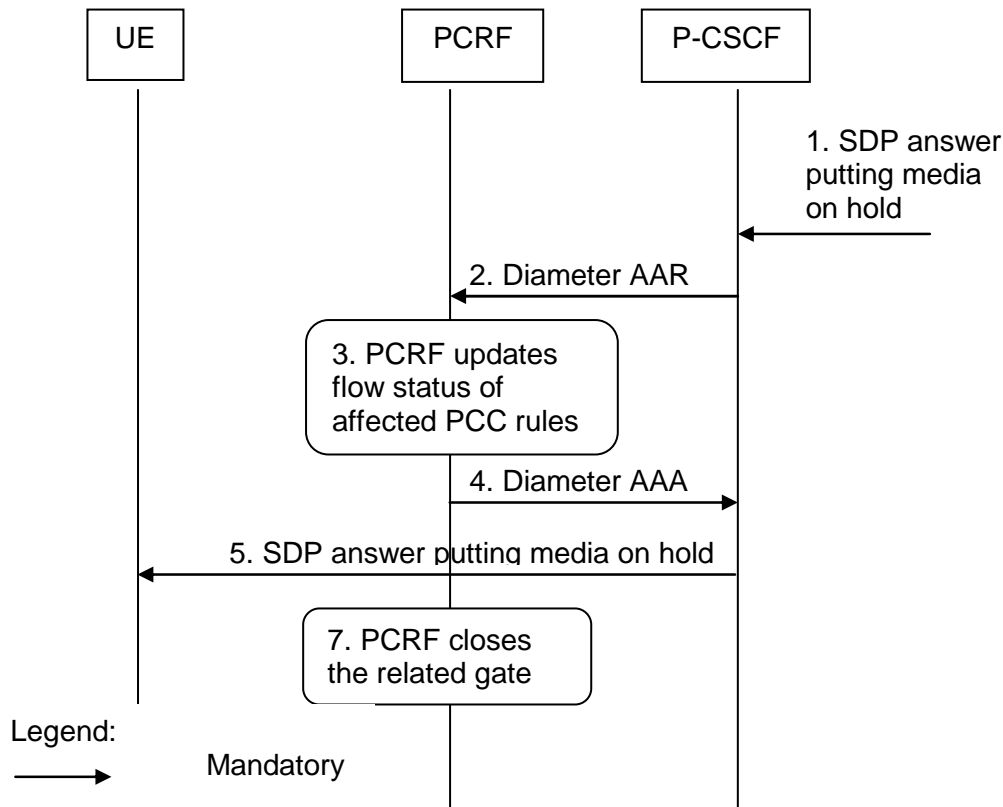 UE
PCRF
P-CSCF
1. SDP answer
putting media
on hold
2. Diameter AAR
3. PCRF updates
flow status of
affected PCC rules
4. Diameter AAA
5. SDP answer putting media on hold
7. PCRF closes
the related gate
Legend:
Mandatory